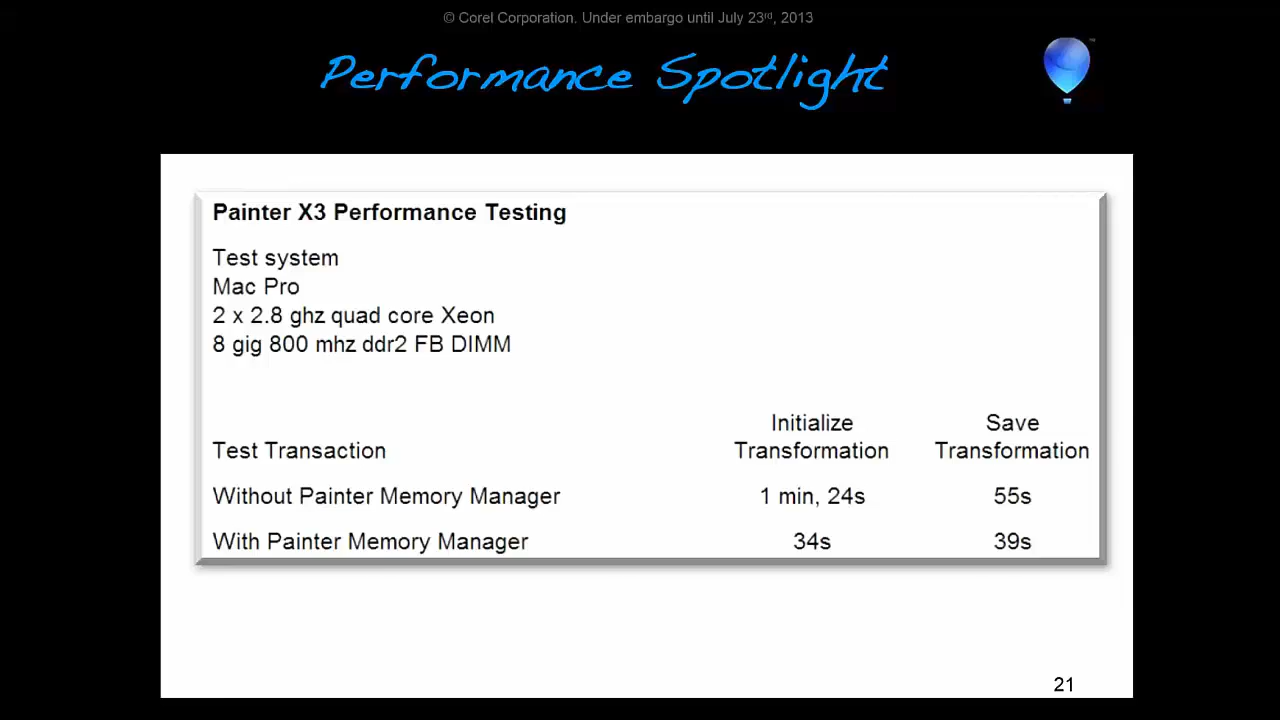 © Corel Corporation. Under embargo until July 23rd, 2013
Performance Spotlight
™
Painter X3 Performance Testing
Test system
Mac Pro
2 x 2.8 ghz quad core Xeon
8 gig 800 mhz ddr2 FB DIMM
Initialize Save
Test Transaction Transformation Transformation
Without Painter Memory Manager 1 min, 24s 55s
With Painter Memory Manager 34s 39s
21